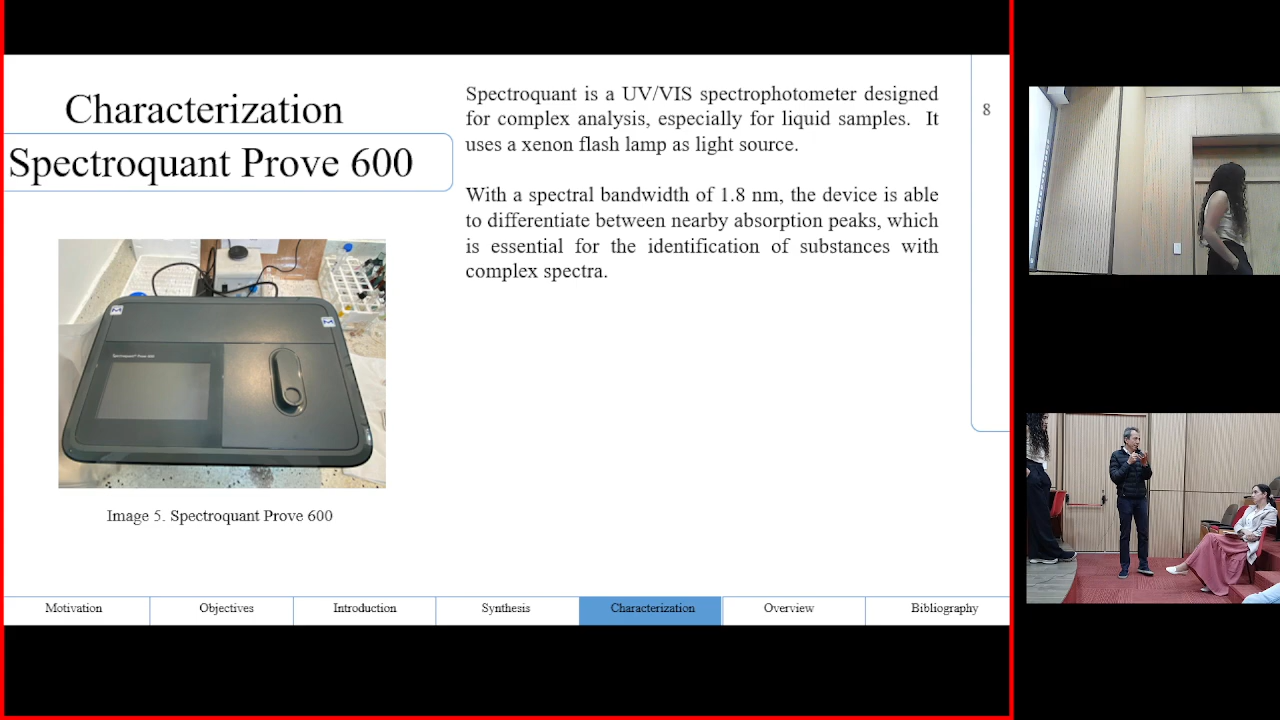 Characterization
Spectroquant Prove 600
Spectroquant is a UV/VIS spectrophotometer designed
for complex analysis, especially for liquid samples. It
uses a xenon flash lamp as light source.
With a spectral bandwidth of 1.8 nm, the device is able
to differentiate between nearby absorption peaks, which
is essential for the identification of substances with
complex spectra.
8
Spectroquant® Prove 600
Image 5. Spectroquant Prove 600
Motivation
Objectives
Introduction
Synthesis
Characterization
Overview
Bibliography